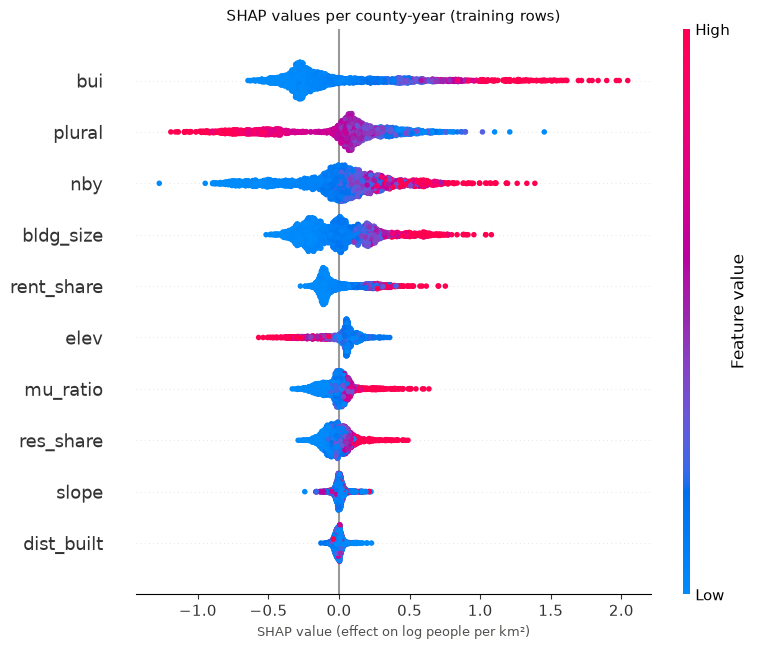 SHAP values per county-year (training rows)
High
bui
plural
nby
bldg_size
rent_share
elev
mu_ratio
res_share
slope
dist_built
Feature value
Low
−1.0 −0.5 0.0 0.5 1.0 1.5 2.0
SHAP value (effect on log people per km²)